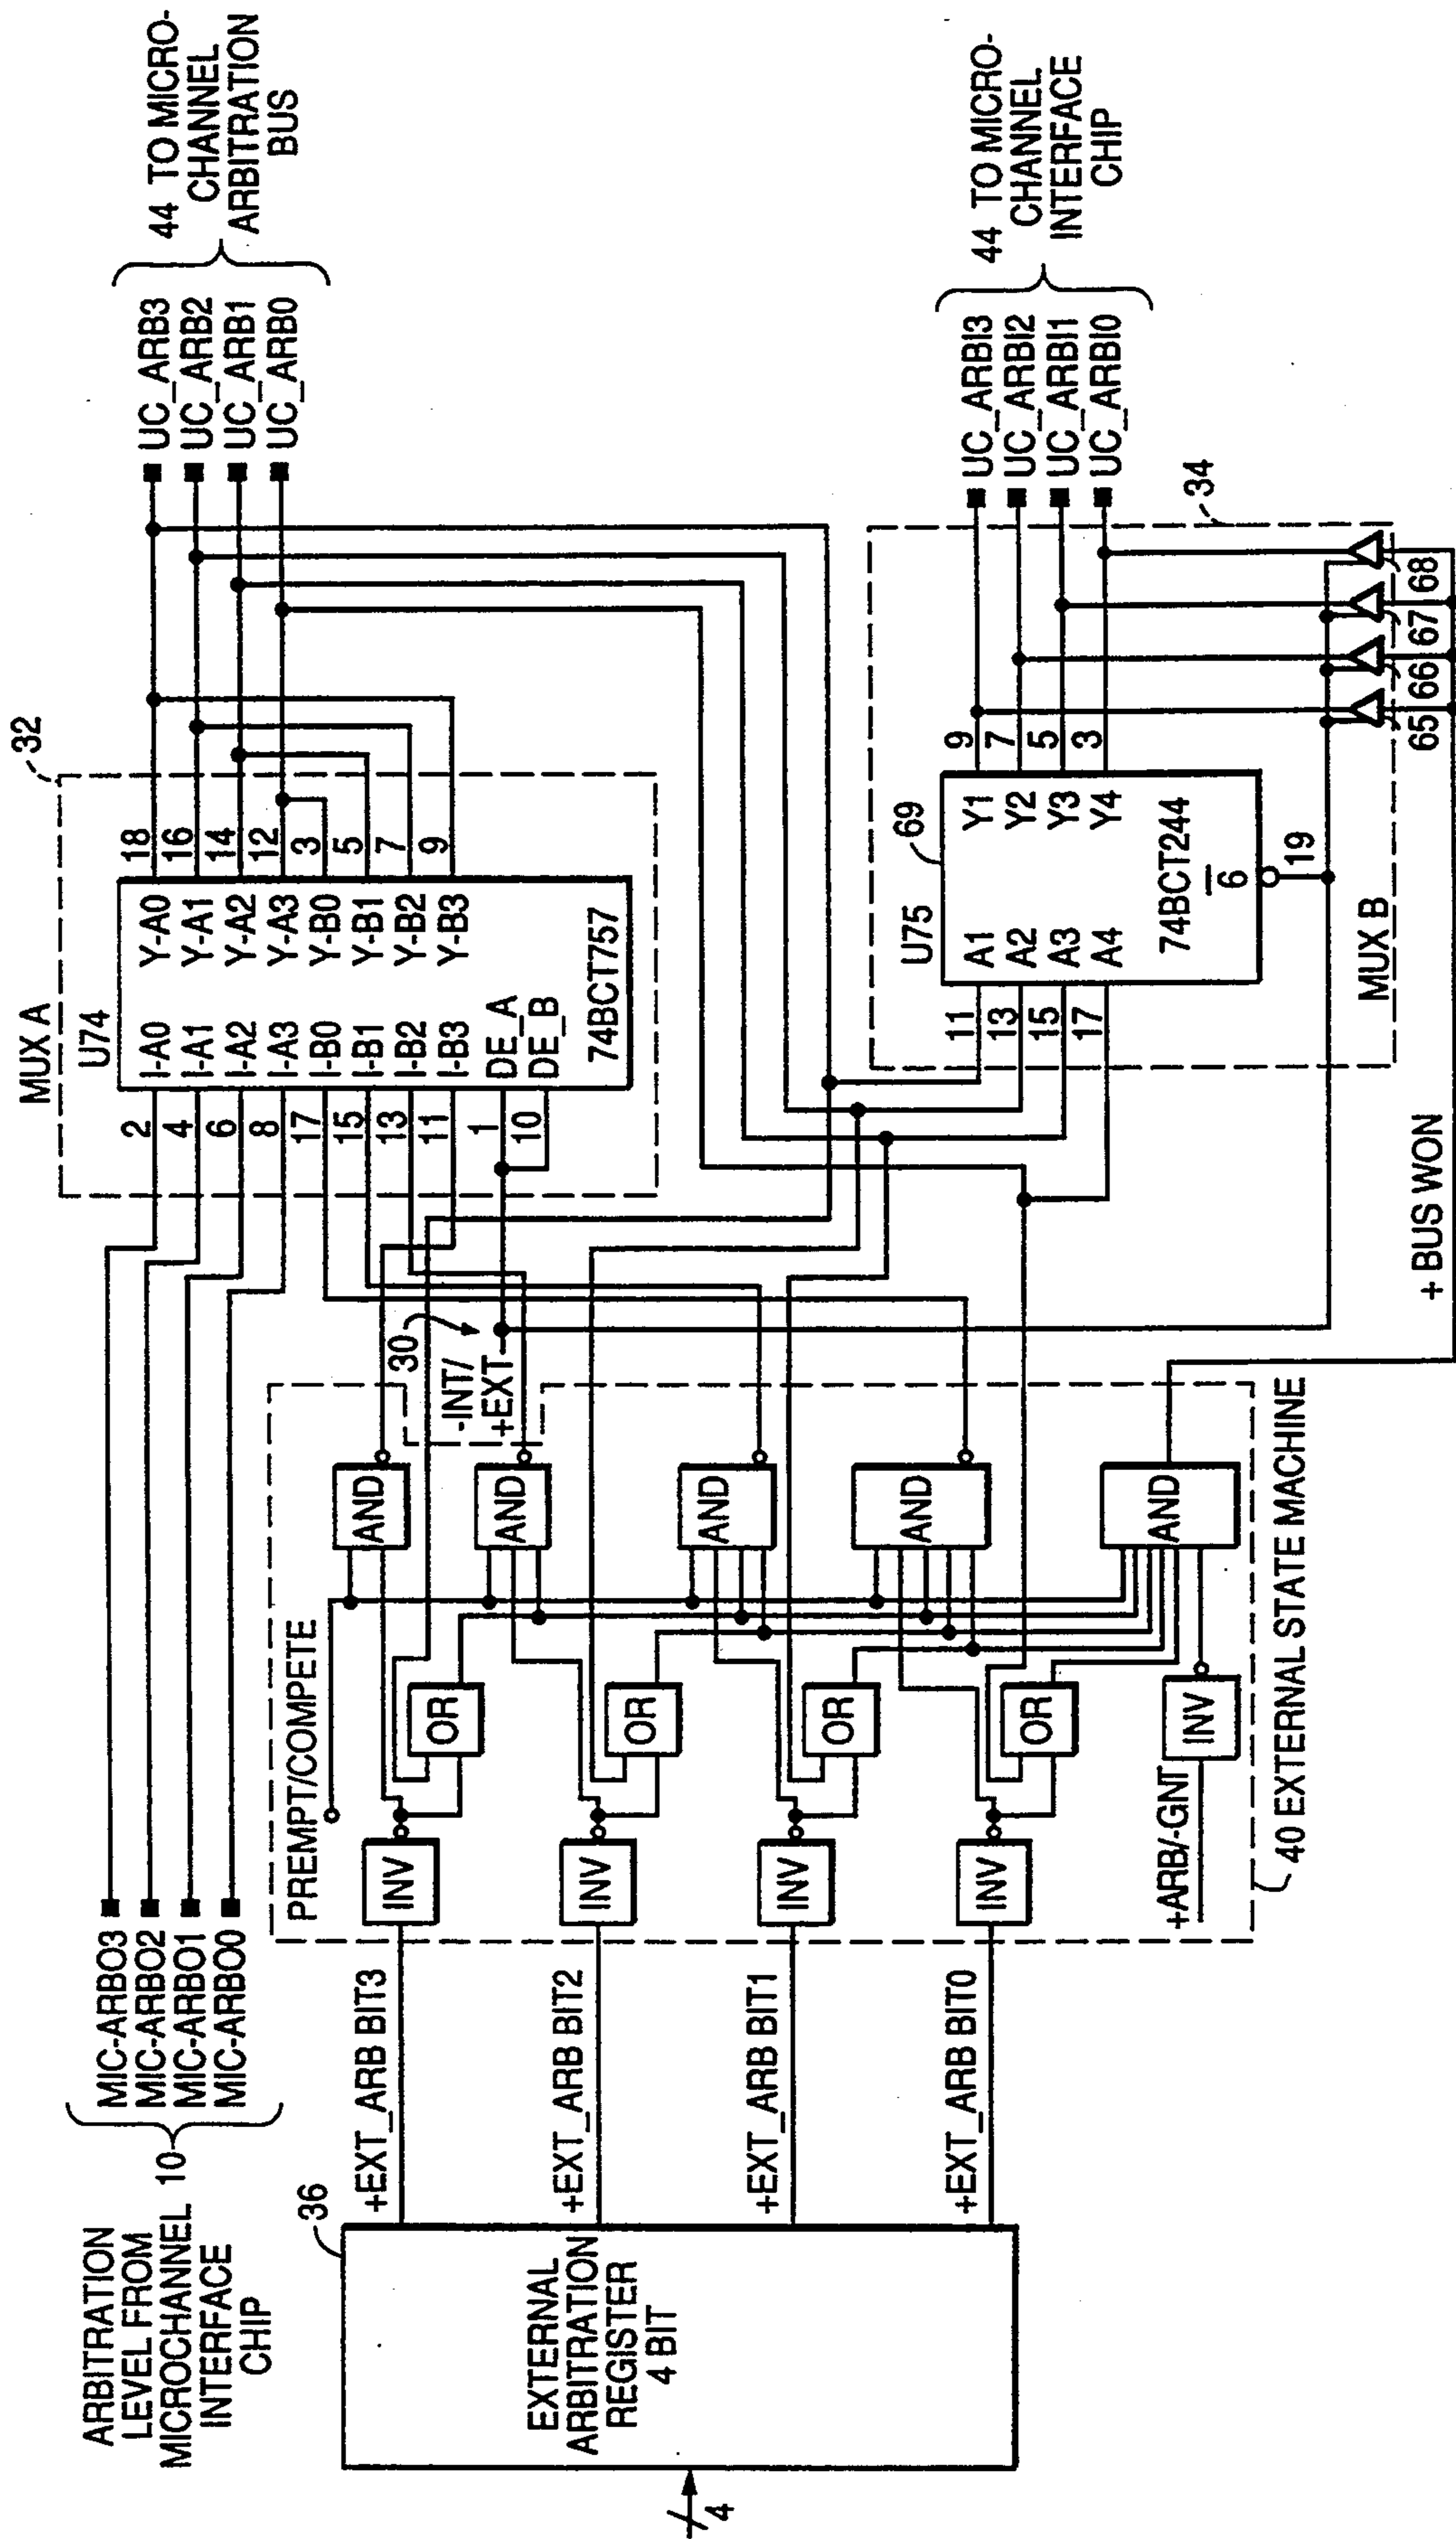 ARBITRATION
LEVEL FROM
MICROCHANNEL 10
INTERFACE
CHIP
MIC-ARBO3
MIC-ARBO2
MIC-ARBO1
MIC-ARBO0
MUX A
32
U74
2 I-A0 Y-A0 18
4 I-A1 Y-A1 16
6 I-A2 Y-A2 14
8 I-A3 Y-A3 12
17 I-B0 Y-B0 3
15 I-B1 Y-B1 5
13 I-B2 Y-B2 7
11 I-B3 Y-B3 9
1 DE_A
10 DE_B
74BCT757
UC_ARB3
UC_ARB2
UC_ARB1
UC_ARB0
44 TO MICRO-
CHANNEL
ARBITRATION
BUS
36
EXTERNAL
ARBITRATION
REGISTER
4 BIT
4
+EXT_ARB BIT3
+EXT_ARB BIT2
+EXT_ARB BIT1
+EXT_ARB BIT0
PREMPT/COMPETE
INV
OR
AND
INV
OR
AND
INV
OR
AND
INV
OR
AND
+ARB/-GNT
INV
AND
40 EXTERNAL STATE MACHINE
30
-INT/
+EXT
+ BUS WON
U75
69
11 A1 Y1 9
13 A2 Y2 7
15 A3 Y3 5
17 A4 Y4 3
74BCT244
6
19
MUX B
34
65 66 67 68
UC_ARBI3
UC_ARBI2
UC_ARBI1
UC_ARBI0
44 TO MICRO-
CHANNEL
INTERFACE
CHIP